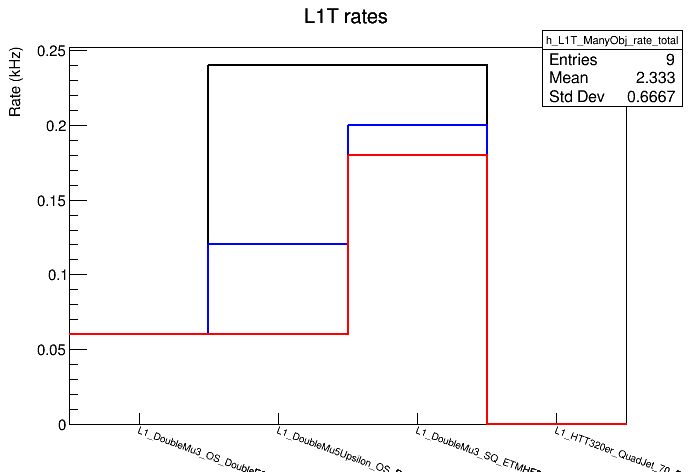 L1T rates
h_L1T_ManyObj_rate_total
Entries 9
Mean 2.333
Std Dev 0.6667
Rate (kHz)
0.25
0.2
0.15
0.1
0.05
0
L1_DoubleMu3_OS_DoubleE
L1_DoubleMu5Upsilon_OS_
L1_DoubleMu3_SQ_ETMHF
L1_HTT320er_QuadJet_70_